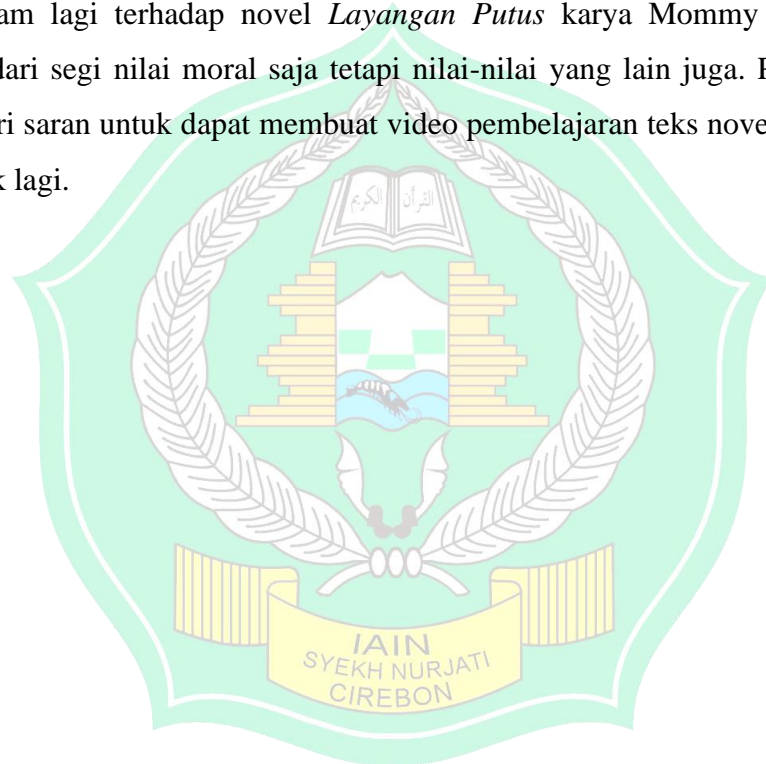 am lagi terhadap novel Layangan Putus karya Mommy
dari segi nilai moral saja tetapi nilai-nilai yang lain juga.
ri saran untuk dapat membuat video pembelajaran teks nove
k lagi.
القرآن الكريم
IAIN
SYEKH NURJATI
CIREBON